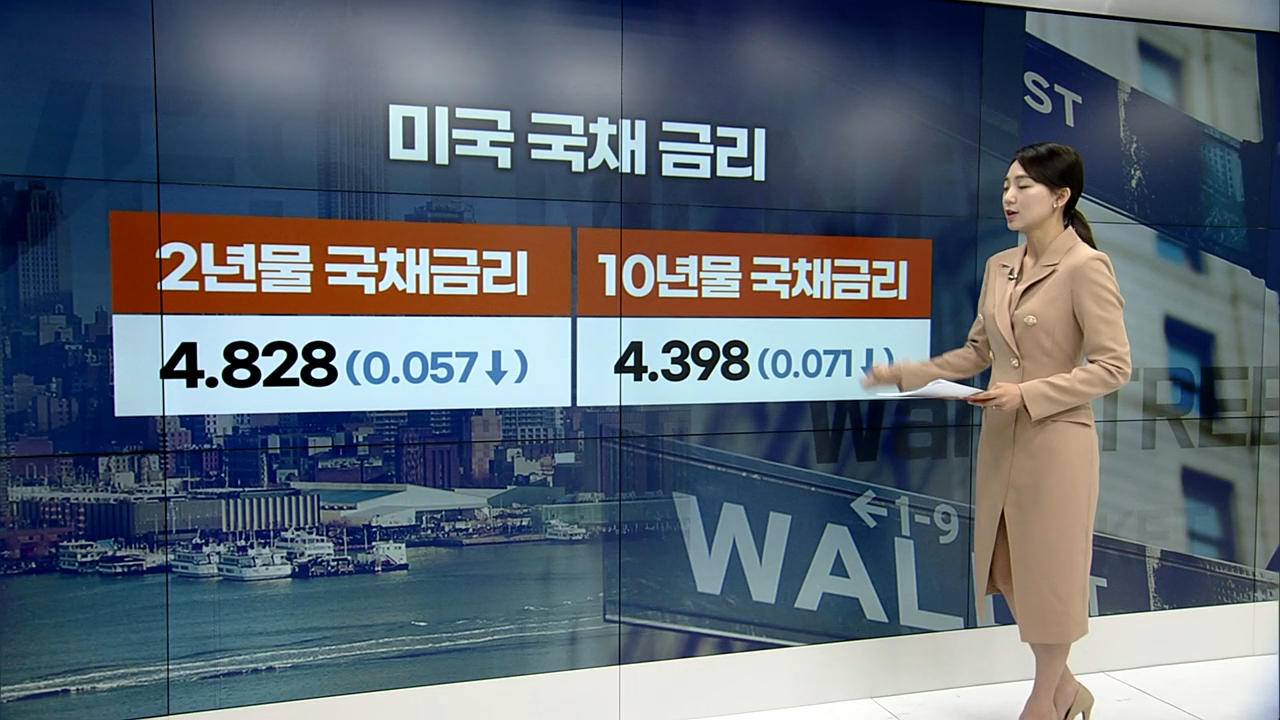 미국 국채 금리
2년물 국채금리
10년물 국채금리
4.828 (0.057↓)
4.398 (0.071↓)
ST
←1-9
WALL